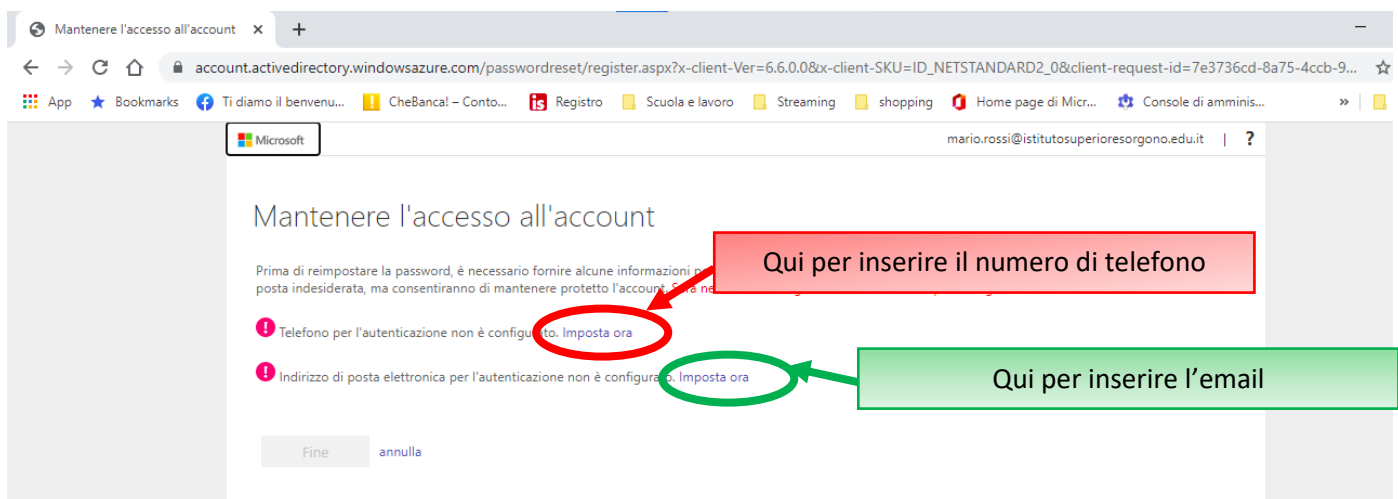 Mantenere l'accesso all'account
account.activedirectory.windowsazure.com/passwordreset/register.aspx?x-client-Ver=6.6.0.0&x-client-SKU=ID_NETSTANDARD2_0&client-request-id=7e3736cd-8a75-4ccb-9...
App Bookmarks Ti diamo il benvenu... CheBanca! – Conto... Registro Scuola e lavoro Streaming shopping Home page di Micr... Console di amminis... »
Microsoft mario.rossi@istitutosuperioresorgono.edu.it | ?
Mantenere l'accesso all'account
Qui per inserire il numero di telefono
Prima di reimpostare la password, è necessario fornire alcune informazioni
posta indesiderata, ma consentiranno di mantenere protetto l'account.
Telefono per l'autenticazione non è configurato. Imposta ora
Indirizzo di posta elettronica per l'autenticazione non è configurato. Imposta ora
Qui per inserire l'email
Fine annulla